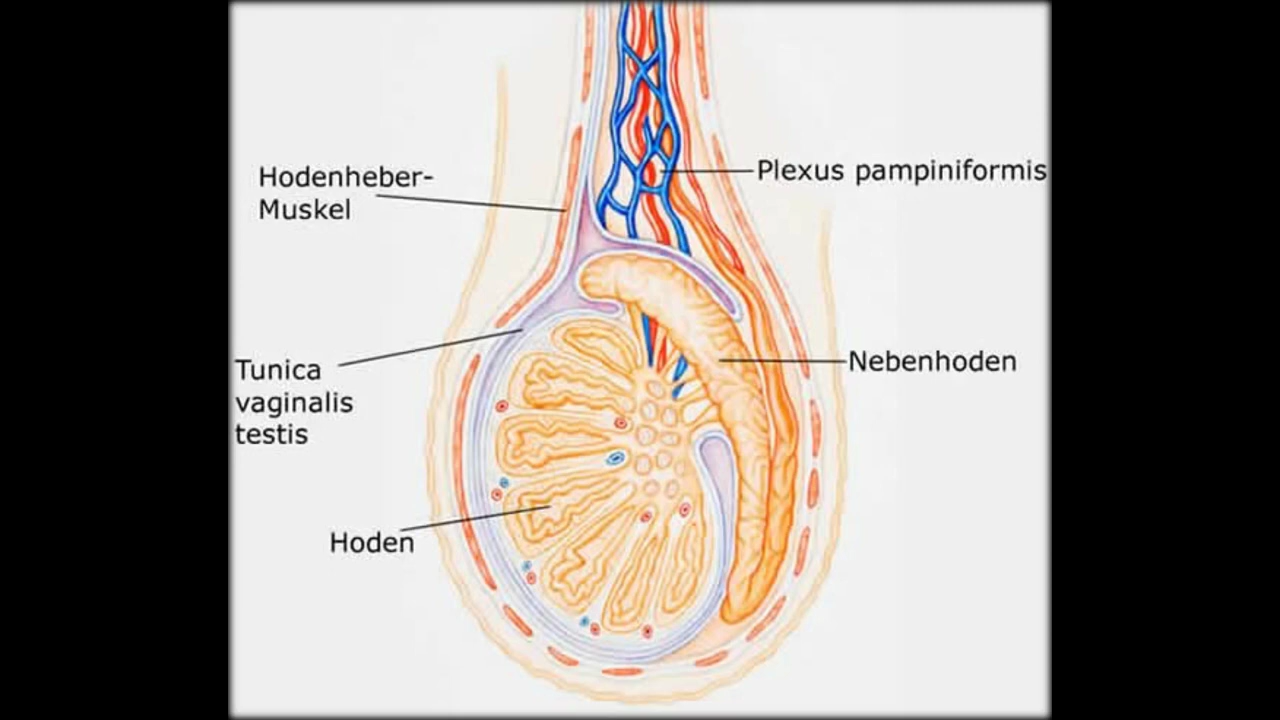 Hodenheber-
Muskel
Plexus pampiniformis
Tunica
vaginalis
testis
Nebenhoden
Hoden